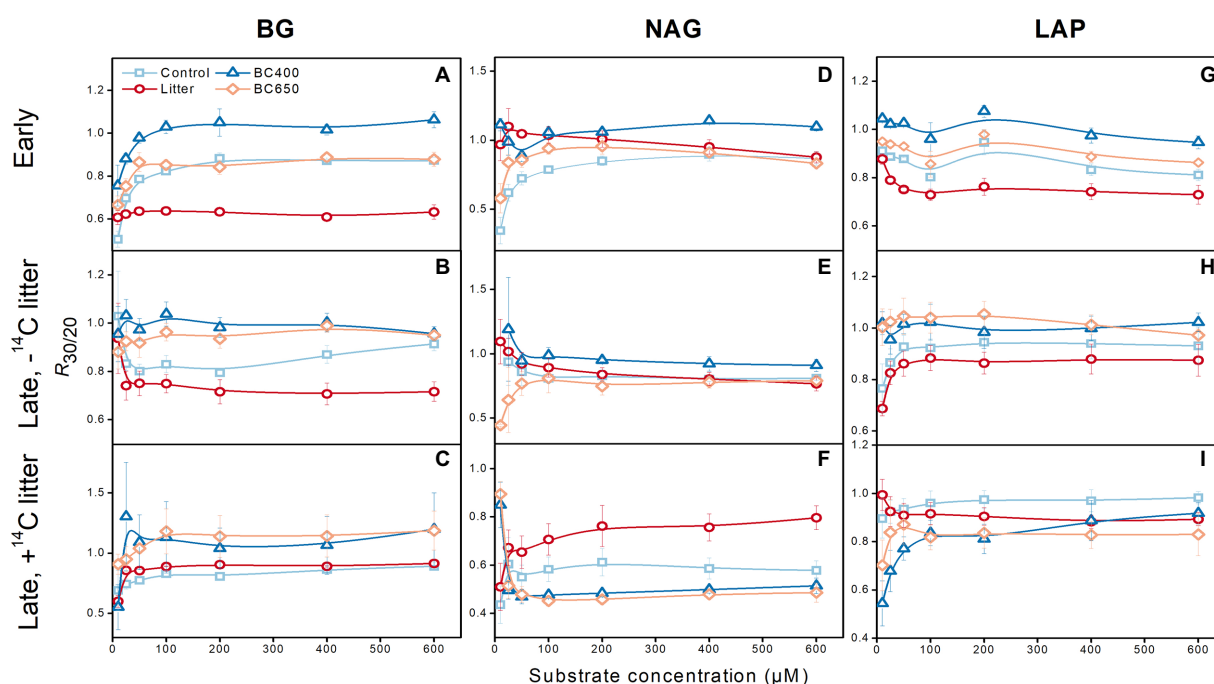 BG NAG LAP
Early
Late, - ¹⁴C litter
Late, + ¹⁴C litter
R30/20
Control BC400
Litter BC650
A
1.2
1.0
0.8
0.6
D
1.5
1.0
0.5
G
1.2
1.0
0.8
0.6
B
1.2
1.0
0.8
0.6
E
1.5
1.0
0.5
H
1.2
1.0
0.8
0.6
C
1.5
1.0
0.5
F
1.0
0.8
0.6
0.4
I
1.2
1.0
0.8
0.6
0.4
0 100 200 300 400 500 600
0 100 200 300 400 500 600
0 100 200 300 400 500 600
Substrate concentration (µM)